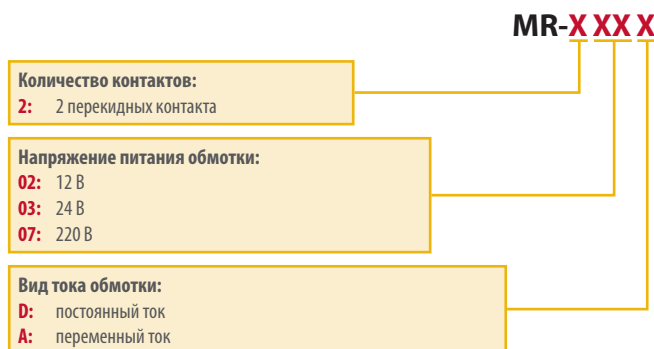 MR-X XX X
Количество контактов:
2: 2 перекидных контакта
Напряжение питания обмотки:
02: 12 В
03: 24 В
07: 220 В
Вид тока обмотки:
D: постоянный ток
A: переменный ток